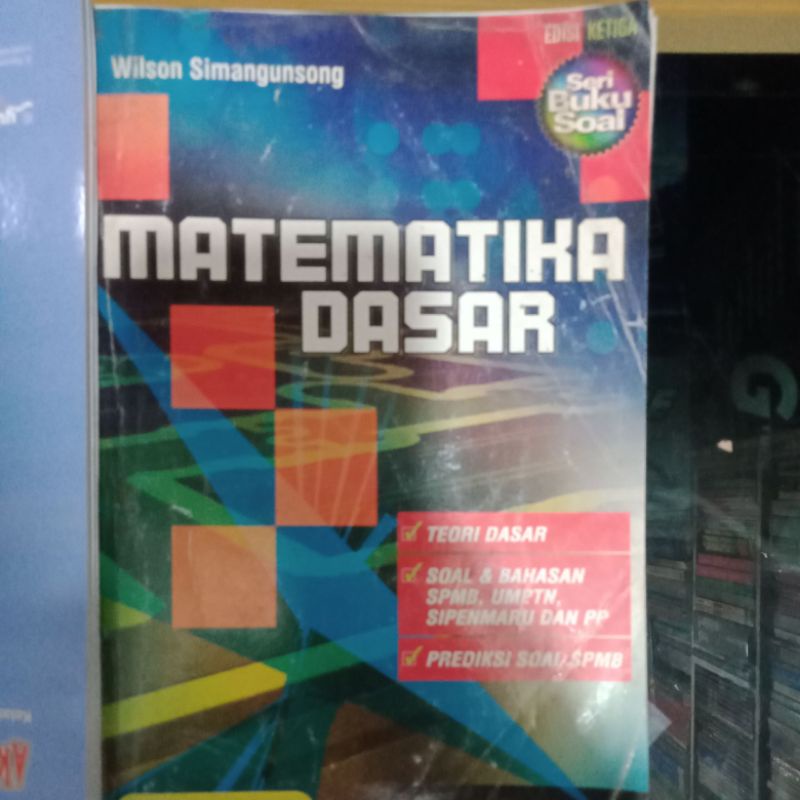 Wilson Simangunsong
EDISI KETIGA
Seri
Buku
Soal
MATEMATIKA
DASAR
TEORI DASAR
SOAL & BAHASAN
SPMB, UMPTN,
SIPENMARU DAN PP
PREDIKSI SOAL SPMB
G